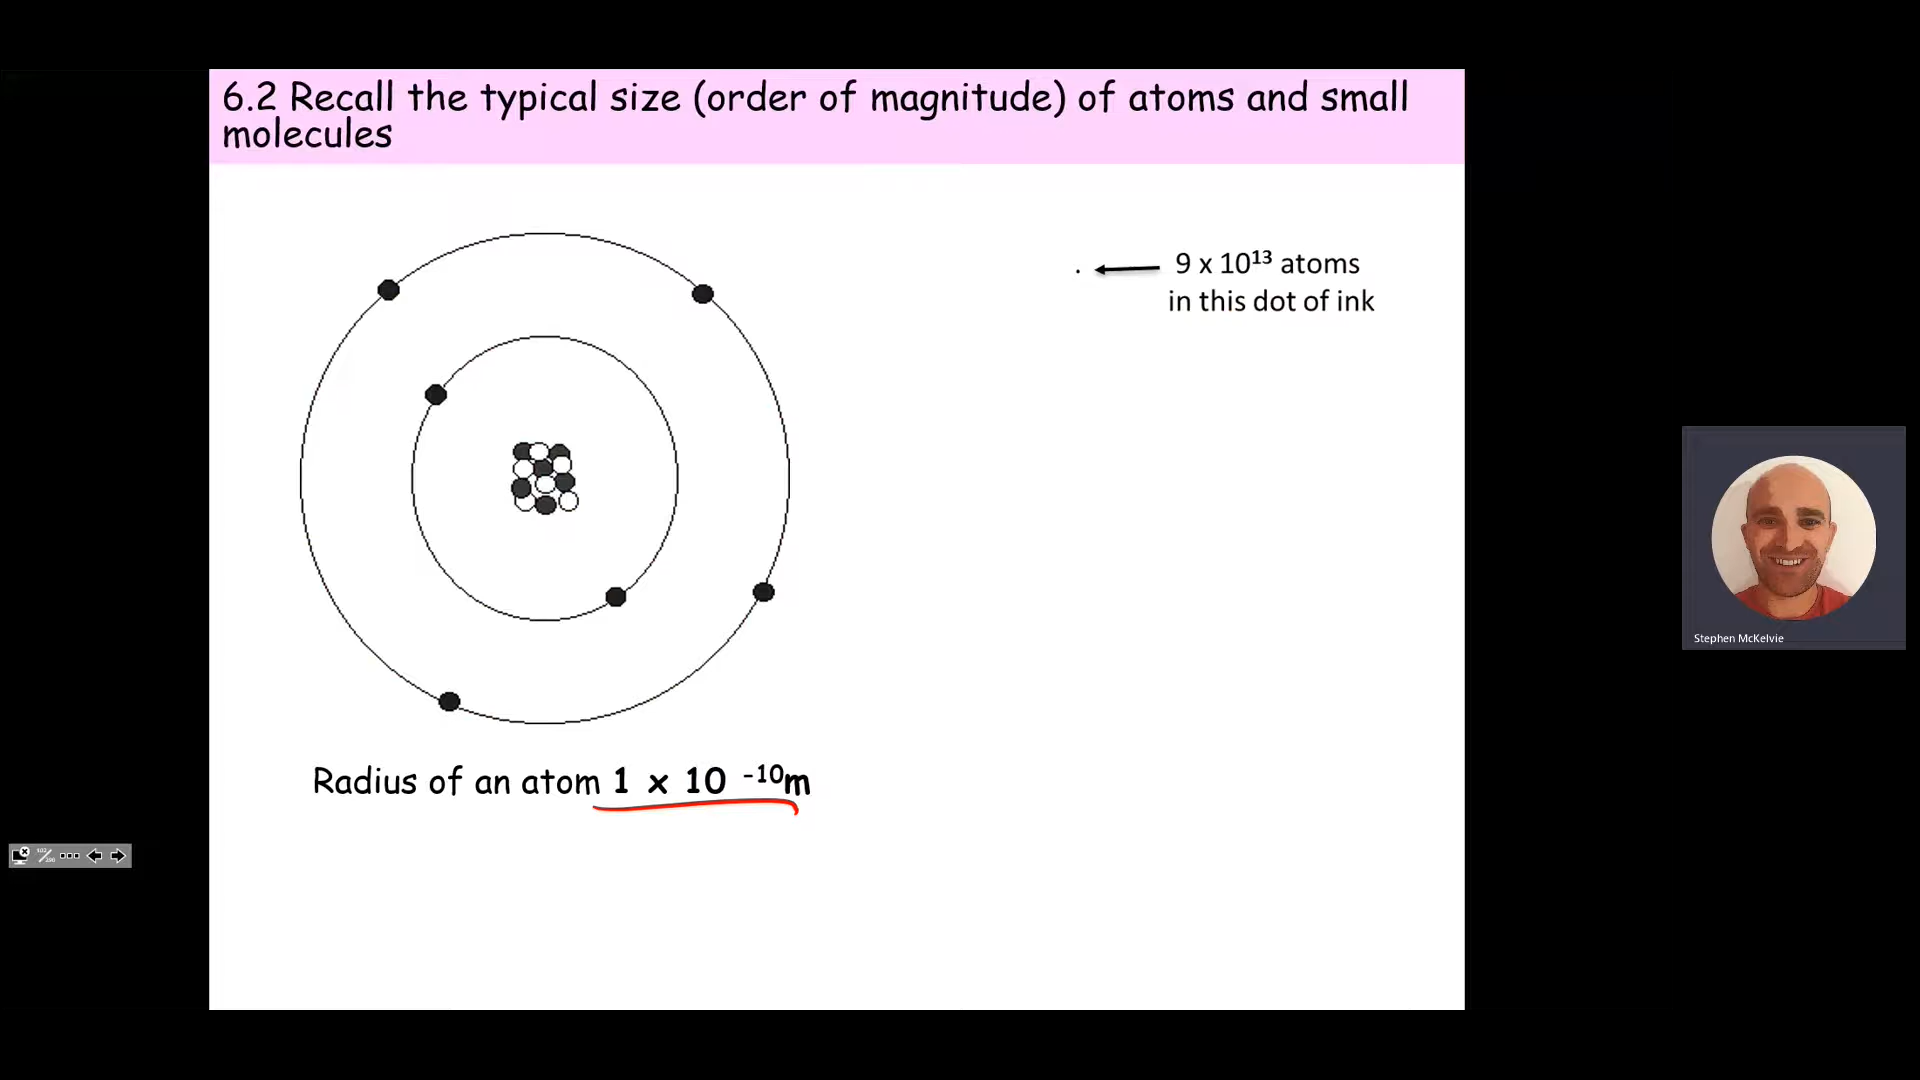 6.2 Recall the typical size (order of magnitude) of atoms and small
molecules
9 x 10¹³ atoms
in this dot of ink
Radius of an atom 1 x 10 ⁻¹⁰m
Stephen McKelvie